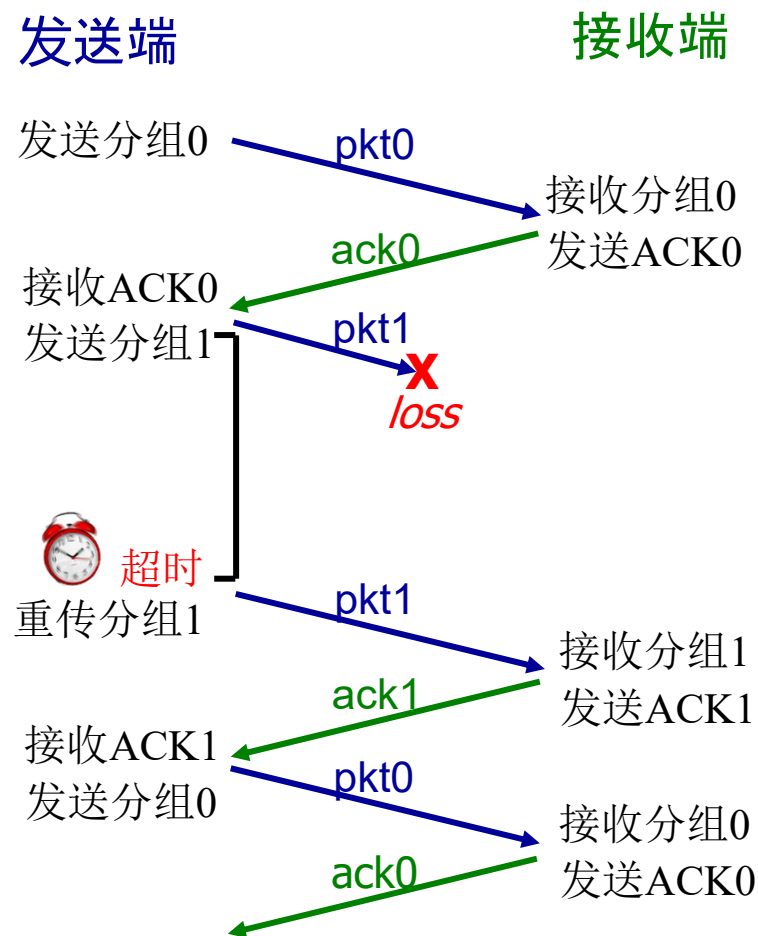 发送端
接收端
发送分组0
pkt0
接收分组0
发送ACK0
ack0
接收ACK0
发送分组1
pkt1
X
loss
超时
重传分组1
pkt1
接收分组1
发送ACK1
ack1
接收ACK1
发送分组0
pkt0
接收分组0
发送ACK0
ack0